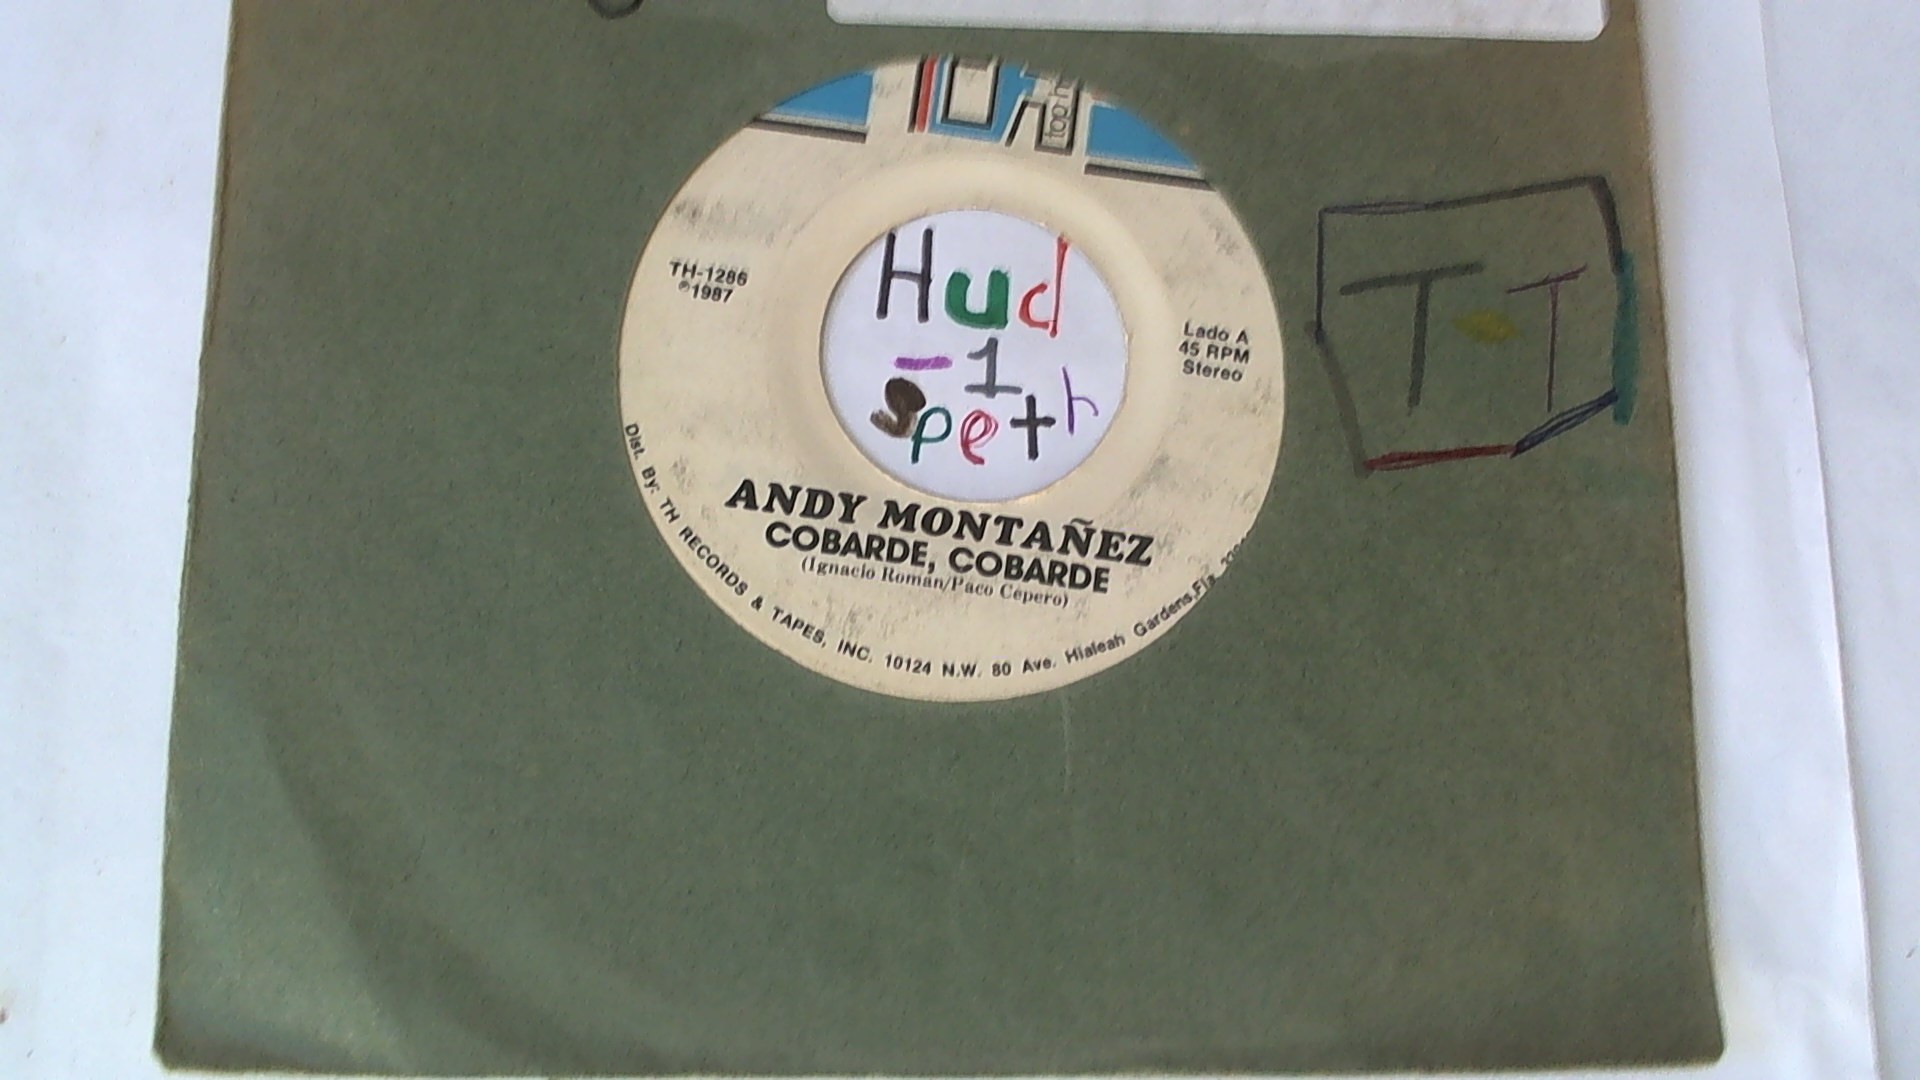 top h
TH-1286
℗1987
Hud
-1
Speth
Lado A
45 RPM
Stereo
T T
ANDY MONTAÑEZ
COBARDE, COBARDE
(Ignacio Román/Paco Cepero)
Dist. By: TH RECORDS & TAPES, INC. 10124 N.W. 80 Ave. Hialeah Gardens, Fla.